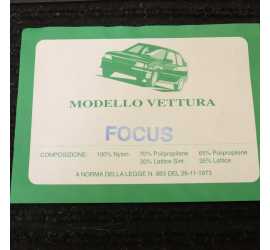 MODELLO VETTURA
FOCUS
COMPOSIZIONE: 100% Nylon 70% Polipropilene 65% Polipropilene
30% Lattice Sint. 35% Lattice
A NORMA DELLA LEGGE N. 883 DEL 26-11-1973